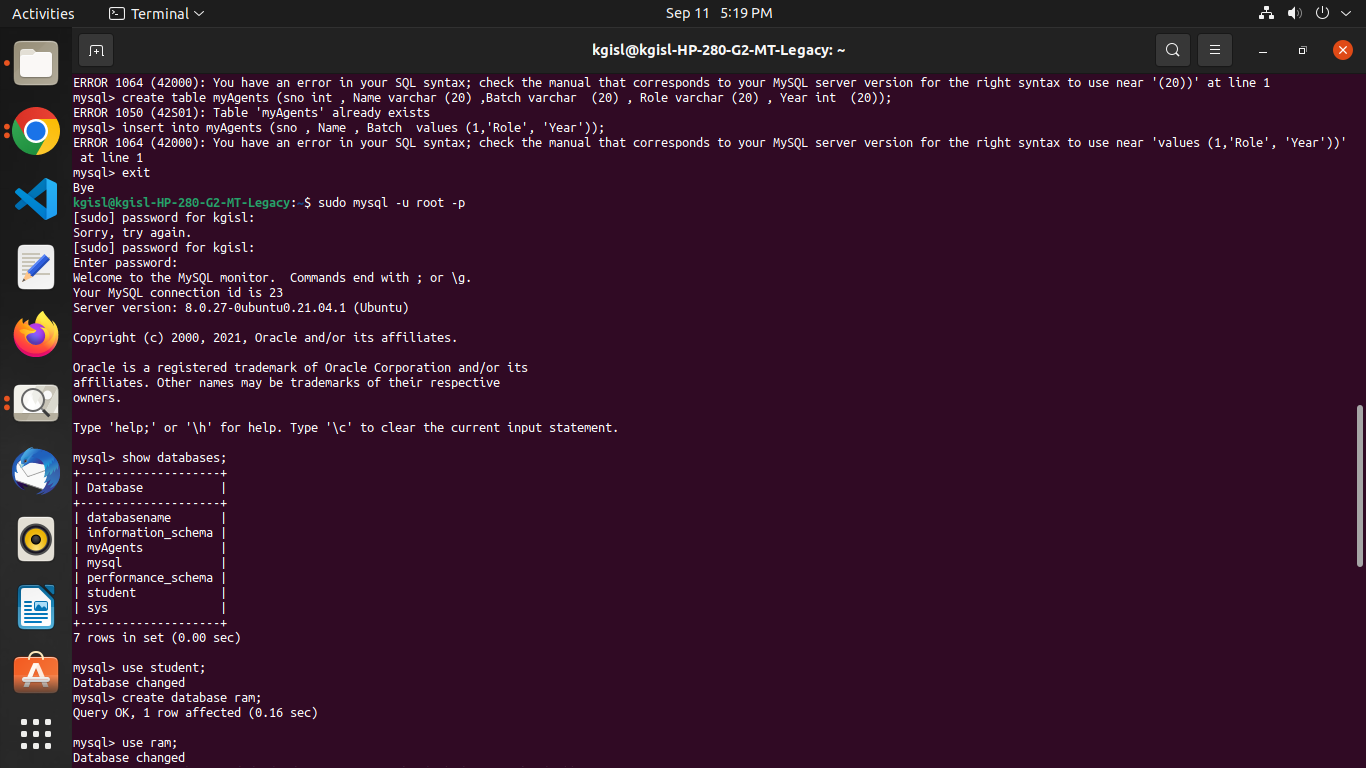 Activities Terminal Sep 11 5:19 PM
kgisl@kgisl-HP-280-G2-MT-Legacy: ~
ERROR 1064 (42000): You have an error in your SQL syntax; check the manual that corresponds to your MySQL server version for the right syntax to use near '(20))' at line 1
mysql> create table myAgents (sno int , Name varchar (20) ,Batch varchar  (20) , Role varchar (20) , Year int  (20));
ERROR 1050 (42S01): Table 'myAgents' already exists
mysql> insert into myAgents (sno , Name , Batch  values (1,'Role', 'Year'));
ERROR 1064 (42000): You have an error in your SQL syntax; check the manual that corresponds to your MySQL server version for the right syntax to use near 'values (1,'Role', 'Year'))'
 at line 1
mysql> exit
Bye
kgisl@kgisl-HP-280-G2-MT-Legacy:~$ sudo mysql -u root -p
[sudo] password for kgisl:
Sorry, try again.
[sudo] password for kgisl:
Enter password:
Welcome to the MySQL monitor.  Commands end with ; or \g.
Your MySQL connection id is 23
Server version: 8.0.27-0ubuntu0.21.04.1 (Ubuntu)
Copyright (c) 2000, 2021, Oracle and/or its affiliates.
Oracle is a registered trademark of Oracle Corporation and/or its
affiliates. Other names may be trademarks of their respective
owners.
Type 'help;' or '\h' for help. Type '\c' to clear the current input statement.
mysql> show databases;
+--------------------+
| Database           |
+--------------------+
| databasename       |
| information_schema |
| myAgents           |
| mysql              |
| performance_schema |
| student            |
| sys                |
+--------------------+
7 rows in set (0.00 sec)
mysql> use student;
Database changed
mysql> create database ram;
Query OK, 1 row affected (0.16 sec)
mysql> use ram;
Database changed